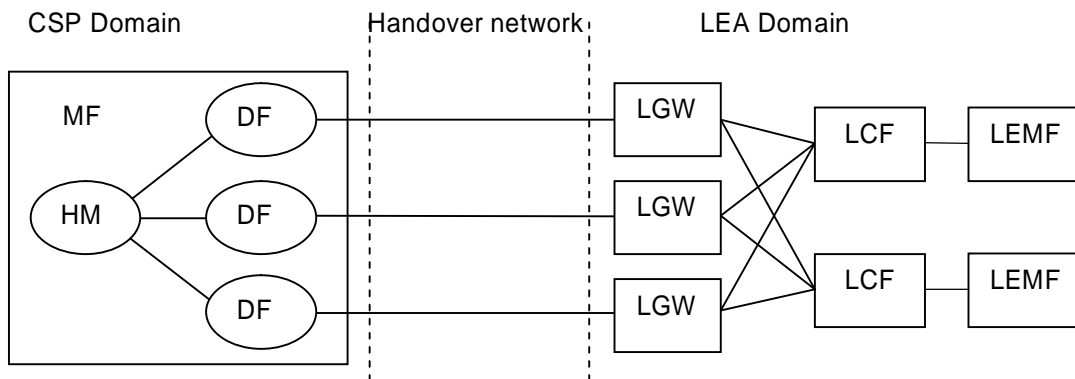 CSP Domain
Handover network
LEA Domain
MF
DF
LGW
LCF
LEMF
HM
DF
LGW
DF
LGW
LCF
LEMF